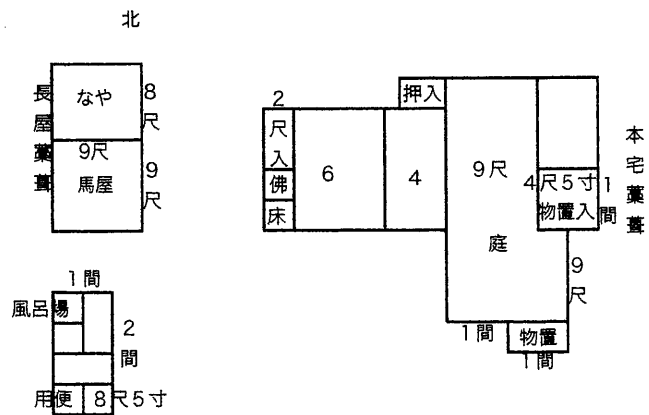 北
長屋藁葺
なや
8尺
9尺
馬屋
9尺
1間
風呂場
2間
用便
8尺5寸
2尺入
佛
床
6
4
押入
9尺
庭
4尺5寸
物置入
1間
9尺
1間
物置
1間
本宅藁葺